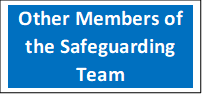 Other Members of
the Safeguarding
Team